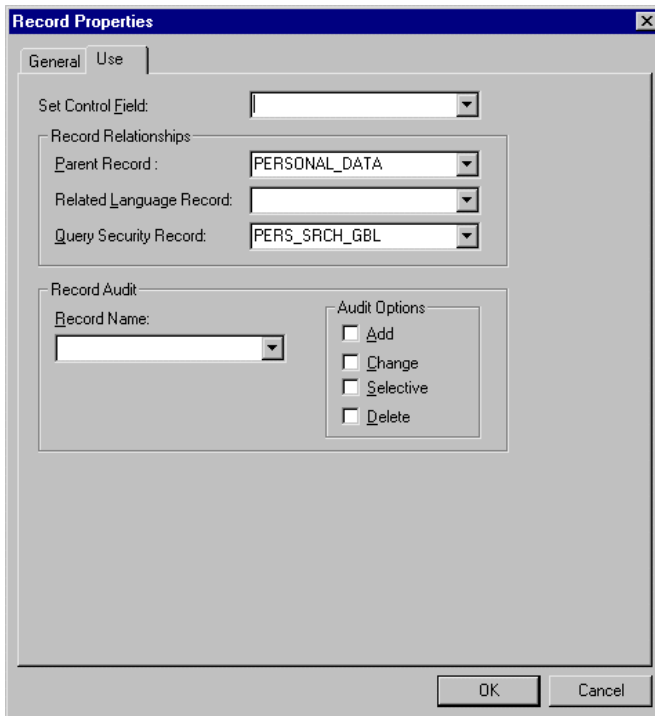 Record Properties
General Use
Set Control Field:
Record Relationships
Parent Record : PERSONAL_DATA
Related Language Record:
Query Security Record: PERS_SRCH_GBL
Record Audit
Record Name:
Audit Options
Add
Change
Selective
Delete
OK Cancel